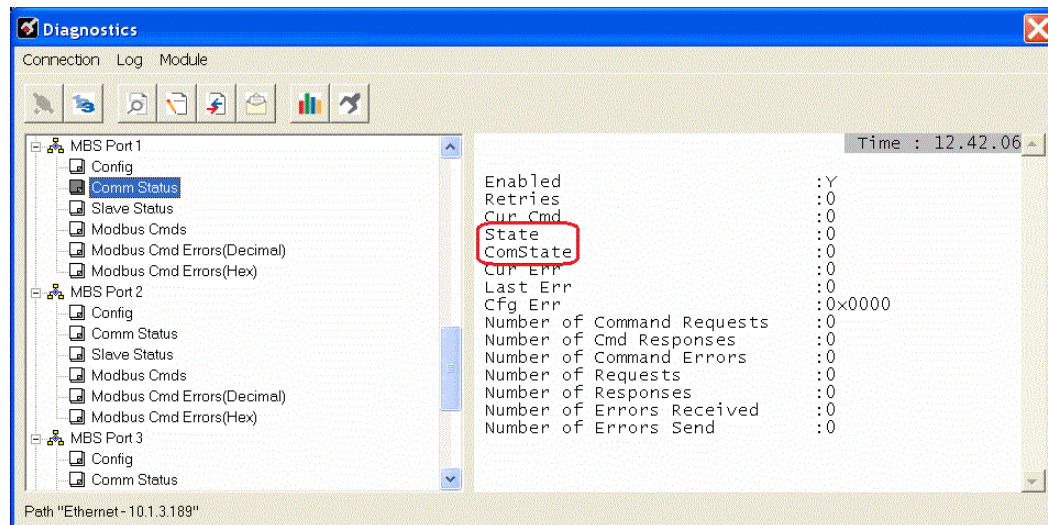 Diagnostics
Connection Log Module
MBS Port 1
Config
Comm Status
Slave Status
Modbus Cmds
Modbus Cmd Errors(Decimal)
Modbus Cmd Errors(Hex)
MBS Port 2
Config
Comm Status
Slave Status
Modbus Cmds
Modbus Cmd Errors(Decimal)
Modbus Cmd Errors(Hex)
MBS Port 3
Config
Comm Status
Time : 12.42.06
Enabled :Y
Retries :0
Cur Cmd :0
State :0
ComState :0
Cur Err :0
Last Err :0
Cfg Err :0x0000
Number of Command Requests :0
Number of Cmd Responses :0
Number of Command Errors :0
Number of Requests :0
Number of Responses :0
Number of Errors Received :0
Number of Errors Send :0
Path "Ethernet - 10.1.3.189"